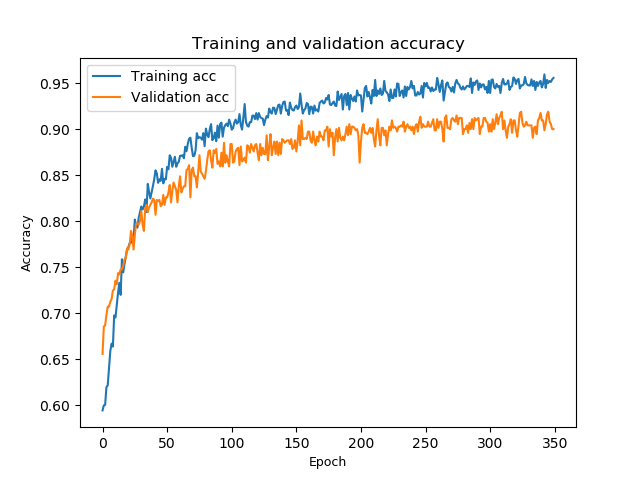 Training and validation accuracy
Training acc
Validation acc
Accuracy
0.95
0.90
0.85
0.80
0.75
0.70
0.65
0.60
0 50 100 150 200 250 300 350
Epoch